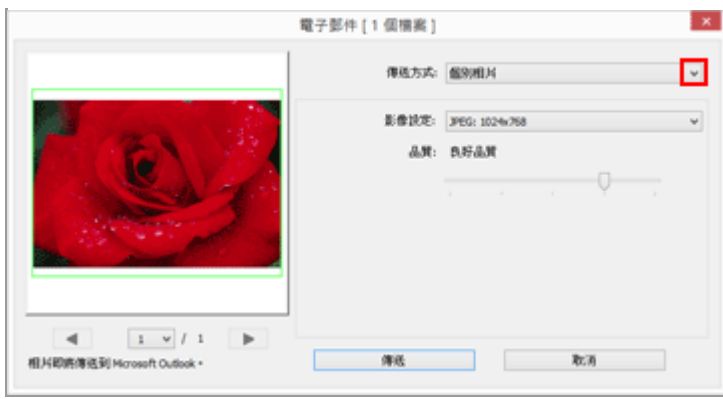 電子郵件 [ 1 個檔案 ]
傳送方式: 個別相片
影像設定: JPEG: 1024x768
品質: 良好品質
1 / 1
相片即將傳送到 Microsoft Outlook。
傳送
取消